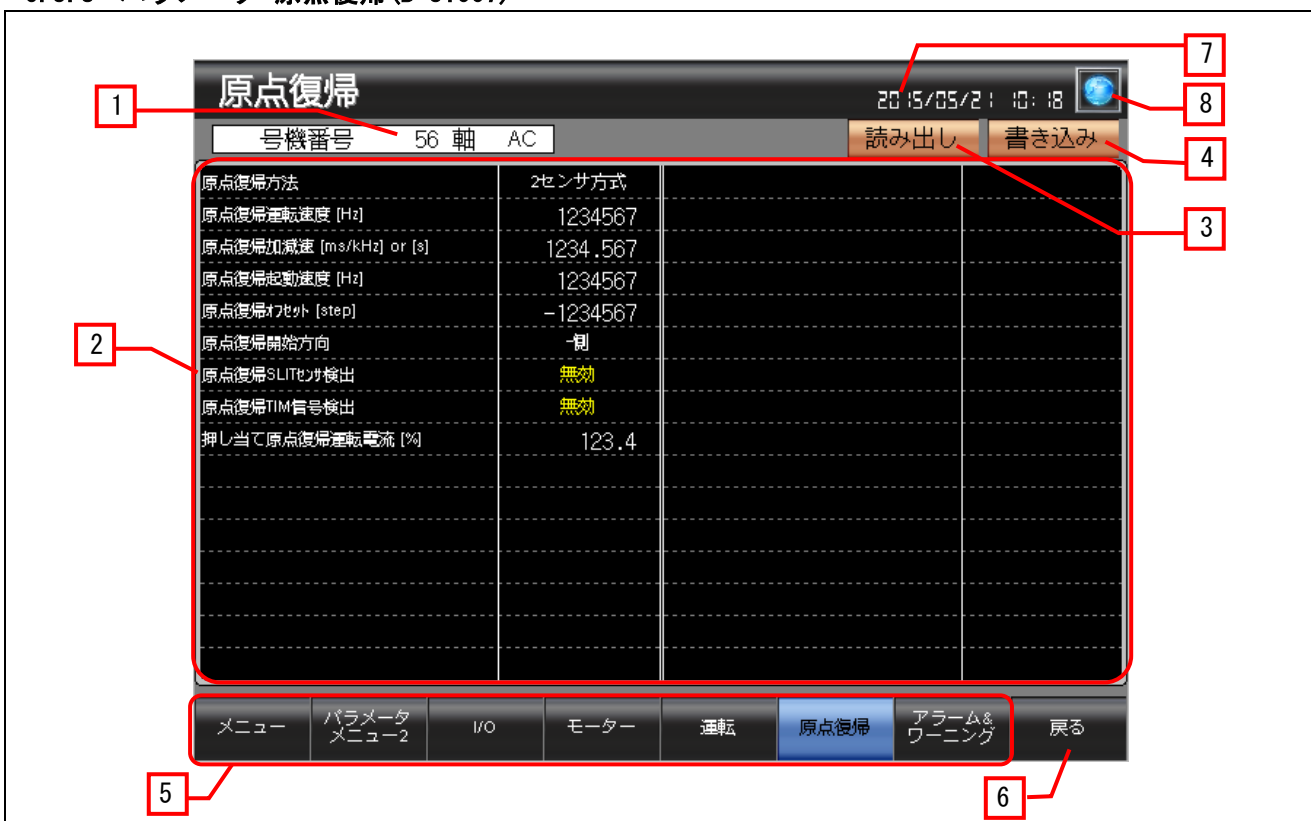 原点復帰
7
2015/05/21 10:18
8
1
号機番号 56 軸 AC
読み出し
書き込み
4
原点復帰方法 2センサ方式
原点復帰運転速度 [Hz] 1234567
3
原点復帰加減速 [ms/kHz] or [s] 1234.567
原点復帰起動速度 [Hz] 1234567
原点復帰オフセット [step] -1234567
2
原点復帰開始方向 -側
原点復帰SLITセンサ検出 無効
原点復帰TIM信号検出 無効
押し当て原点復帰運転電流 [%] 123.4
メニュー
パラメータ
メニュー2
I/O
モーター
運転
原点復帰
アラーム&
ワーニング
戻る
5
6